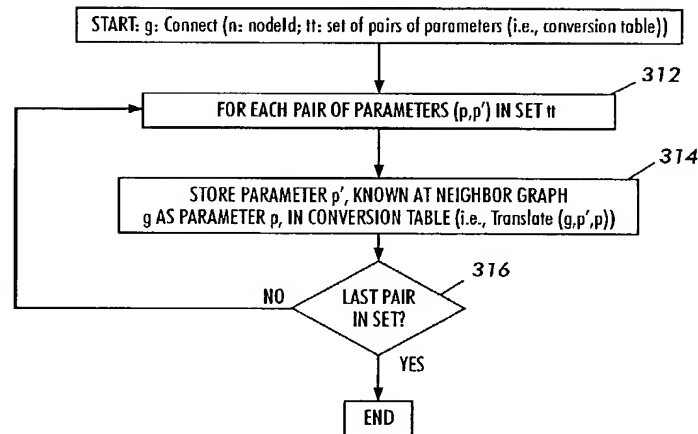 START: g: Connect (n: nodeId; tt: set of pairs of parameters (i.e., conversion table))
312
FOR EACH PAIR OF PARAMETERS (p,p') IN SET tt
314
STORE PARAMETER p', KNOWN AT NEIGHBOR GRAPH
g AS PARAMETER p, IN CONVERSION TABLE (i.e., Translate (g,p',p))
316
NO
LAST PAIR
IN SET?
YES
END